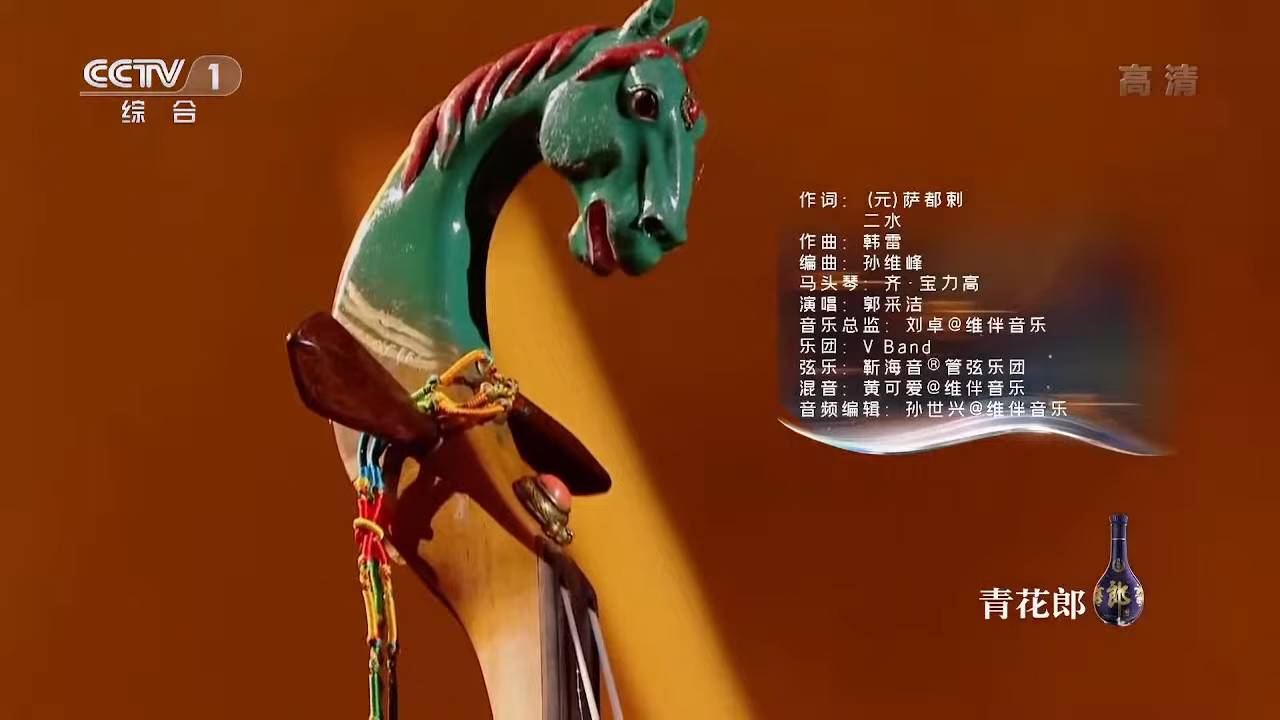 CCTV 1
综合
高清
作词： (元)萨都剌
二水
作曲： 韩雷
编曲： 孙维峰
马头琴： 齐·宝力高
演唱： 郭采洁
音乐总监： 刘卓@维伴音乐
乐团： V Band
弦乐： 靳海音®管弦乐团
混音： 黄可爱@维伴音乐
音频编辑： 孙世兴@维伴音乐
青花郎
郎